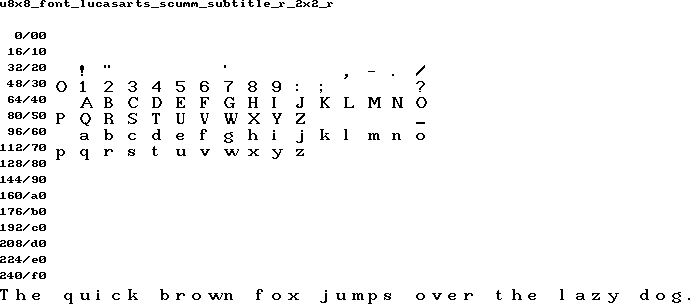 u8x8_font_lucasarts_scumm_subtitle_r_2x2_r
0/00
16/10
32/20 ! " ' , - . /
48/30 0 1 2 3 4 5 6 7 8 9 : ; ?
64/40 A B C D E F G H I J K L M N O
80/50 P Q R S T U V W X Y Z _
96/60 a b c d e f g h i j k l m n o
112/70 p q r s t u v w x y z
128/80
144/90
160/a0
176/b0
192/c0
208/d0
224/e0
240/f0
The quick brown fox jumps over the lazy dog.